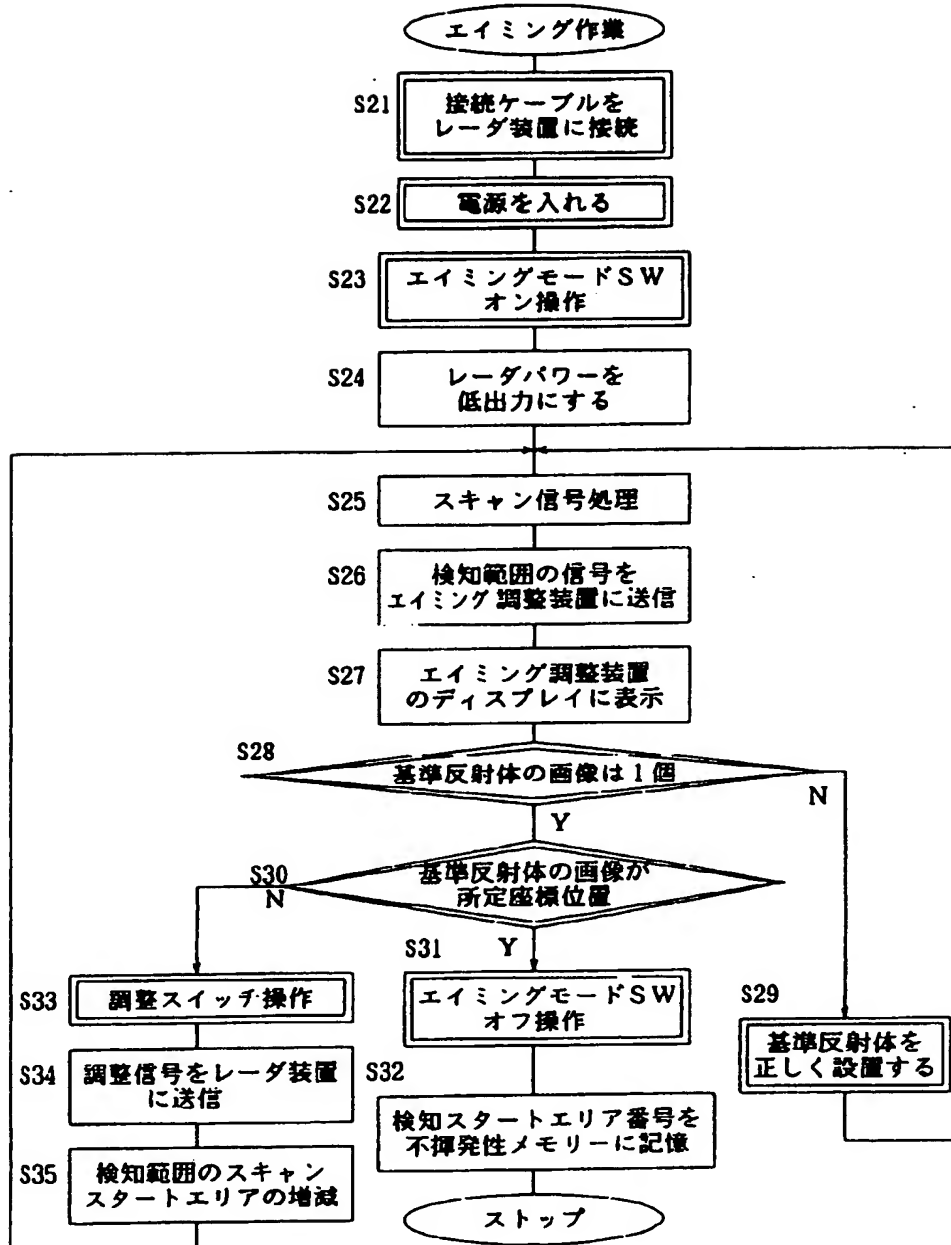 エイミング作業
S21
接続ケーブルを
レーダ装置に接続
S22
電源を入れる
S23
エイミングモードSW
オン操作
S24
レーダパワーを
低出力にする
S25
スキャン信号処理
S26
検知範囲の信号を
エイミング調整装置に送信
S27
エイミング調整装置
のディスプレイに表示
S28
基準反射体の画像は1個
N
Y
S30
基準反射体の画像が
所定座標位置
N
Y
S31
エイミングモードSW
オフ操作
S29
基準反射体を
正しく設置する
S33
調整スイッチ操作
S34
調整信号をレーダ装置
に送信
S32
検知スタートエリア番号を
不揮発性メモリーに記憶
S35
検知範囲のスキャン
スタートエリアの増減
ストップ